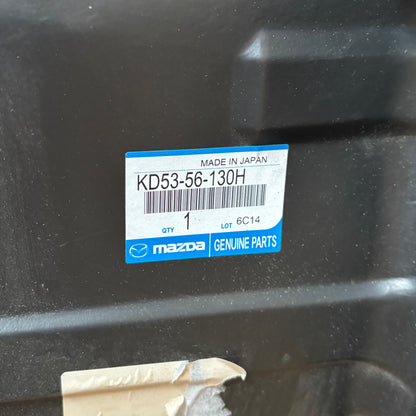 MADE IN JAPAN
KD53-56-130H
QTY 1 LOT 6C14
mazda GENUINE PARTS